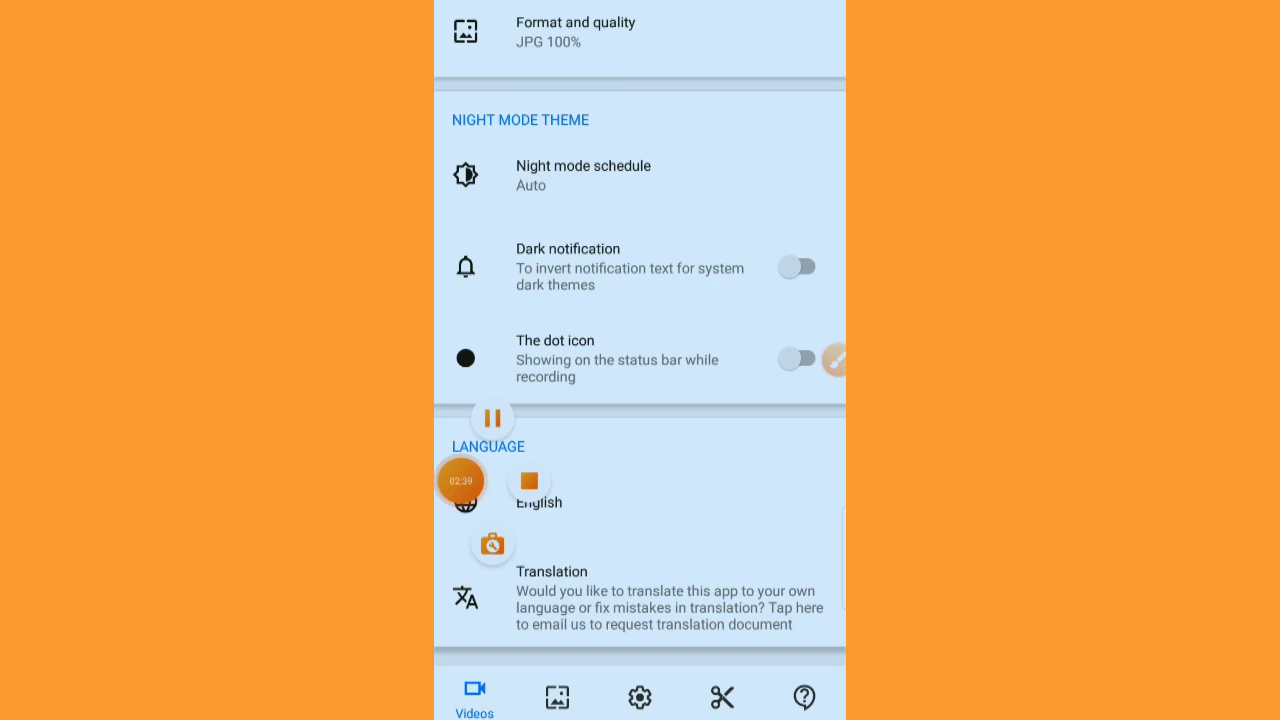 Format and quality
JPG 100%
NIGHT MODE THEME
Night mode schedule
Auto
Dark notification
To invert notification text for system
dark themes
The dot icon
Showing on the status bar while
recording
LANGUAGE
02:39
English
Translation
Would you like to translate this app to your own
language or fix mistakes in translation? Tap here
to email us to request translation document
Videos